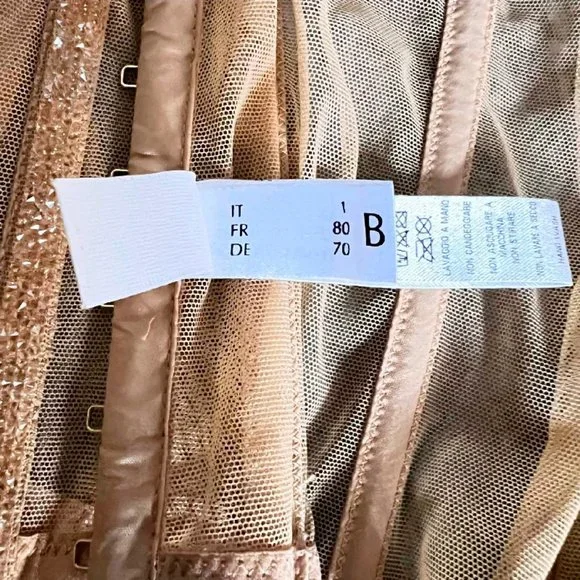 IT 1
FR 80 B
DE 70
LAVAGGIO A MANO
NON CANDEGGIARE
NON ASCIUGARE A
MACCHINA
NON STIRARE
NON LAVARE A SECCO